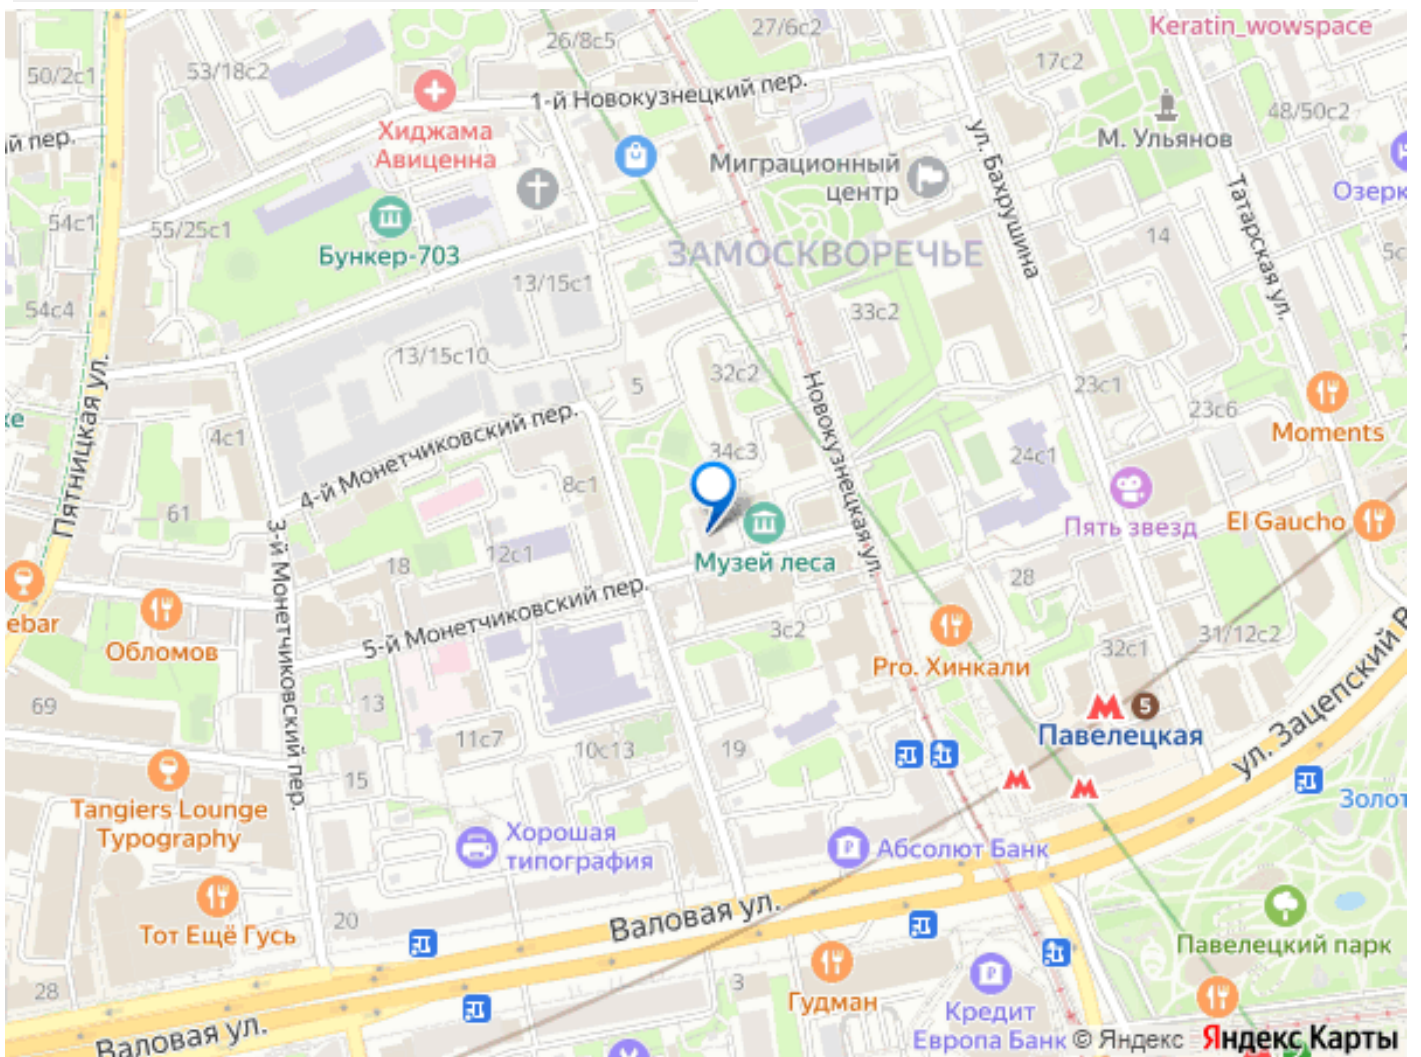 26/8с5
27/6с2
Keratin_wowspace
50/2с1
53/18с2
17с2
1-й Новокузнецкий пер.
48/50с2
й пер.
Хиджама
Авиценна
ул. Бахрушина
М. Ульянов
Миграционный
центр
Озерк
Татарская ул.
54с1
55/25с1
Бункер-703
ЗАМОСКВОРЕЧЬЕ
14
5с
13/15с1
54с4
33с2
13/15с10
5
32с2
23с1
23с6
Пятницкая ул.
ке
4с1
4-й Монетчиковский пер.
Новокузнецкая ул.
Moments
34с3
24с1
8с1
61
3-й Монетчиковский пер.
Пять звезд
El Gaucho
12с1
18
Музей леса
28
5-й Монетчиковский пер.
ebar
Обломов
3с2
31/12с2
32с1
Pro. Хинкали
69
13
5
Павелецкая
ул. Зацепский В
11с7
10с13
19
15
Tangiers Lounge
Typography
Золот
Хорошая
типография
Абсолют Банк
Валовая ул.
20
Тот Ещё Гусь
Павелецкий парк
3
28
Гудман
Кредит
Европа Банк
Валовая ул.
© Яндекс Яндекс Карты